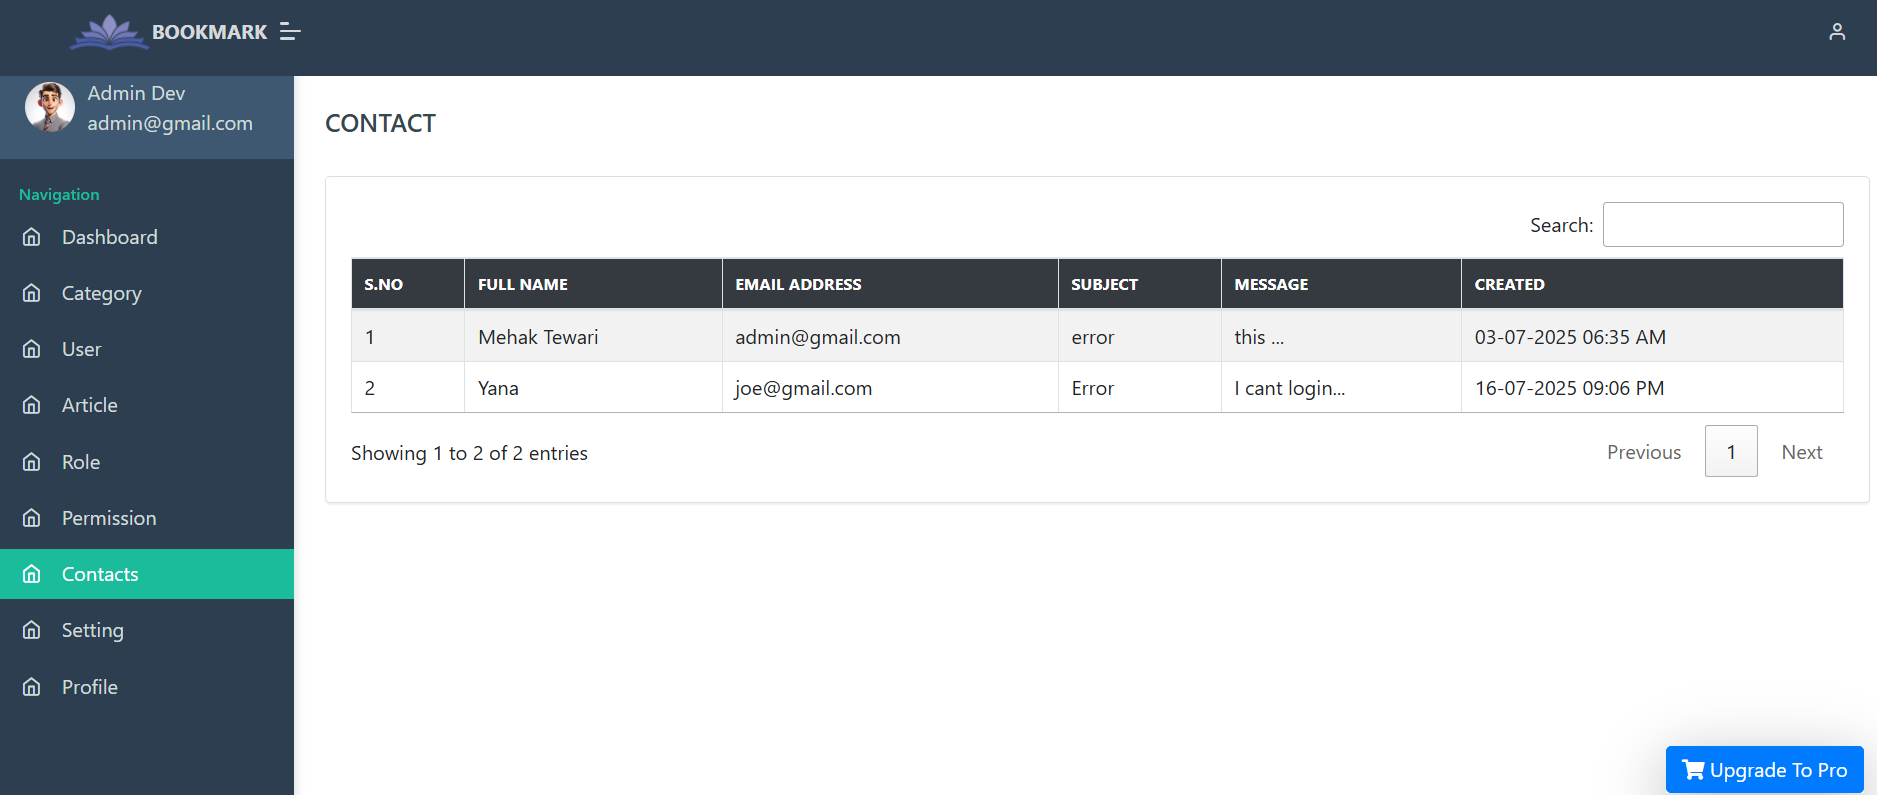 BOOKMARK
Admin Dev
admin@gmail.com
Navigation
Dashboard
Category
User
Article
Role
Permission
Contacts
Setting
Profile
CONTACT
Search:
S.NO FULL NAME EMAIL ADDRESS SUBJECT MESSAGE CREATED
1 Mehak Tewari admin@gmail.com error this ... 03-07-2025 06:35 AM
2 Yana joe@gmail.com Error I cant login... 16-07-2025 09:06 PM
Showing 1 to 2 of 2 entries
Previous 1 Next
Upgrade To Pro